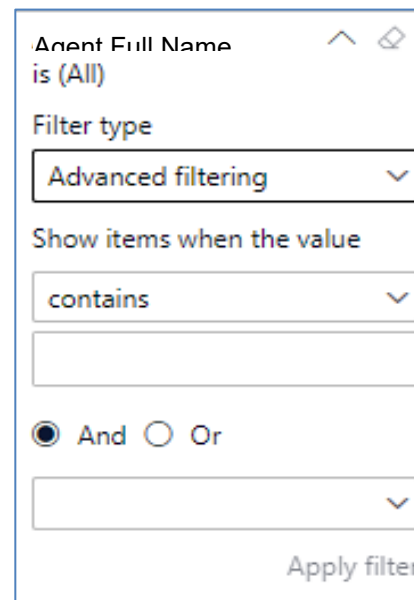 Agent Full Name
is (All)
Filter type
Advanced filtering
Show items when the value
contains
And Or
Apply filter